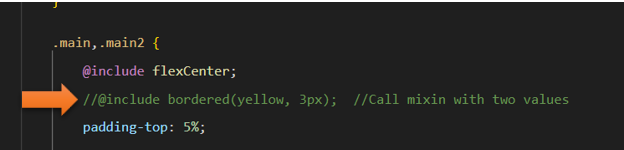 }
.main,.main2 {
@include flexCenter;
//@include bordered(yellow, 3px);  //Call mixin with two values
padding-top: 5%;